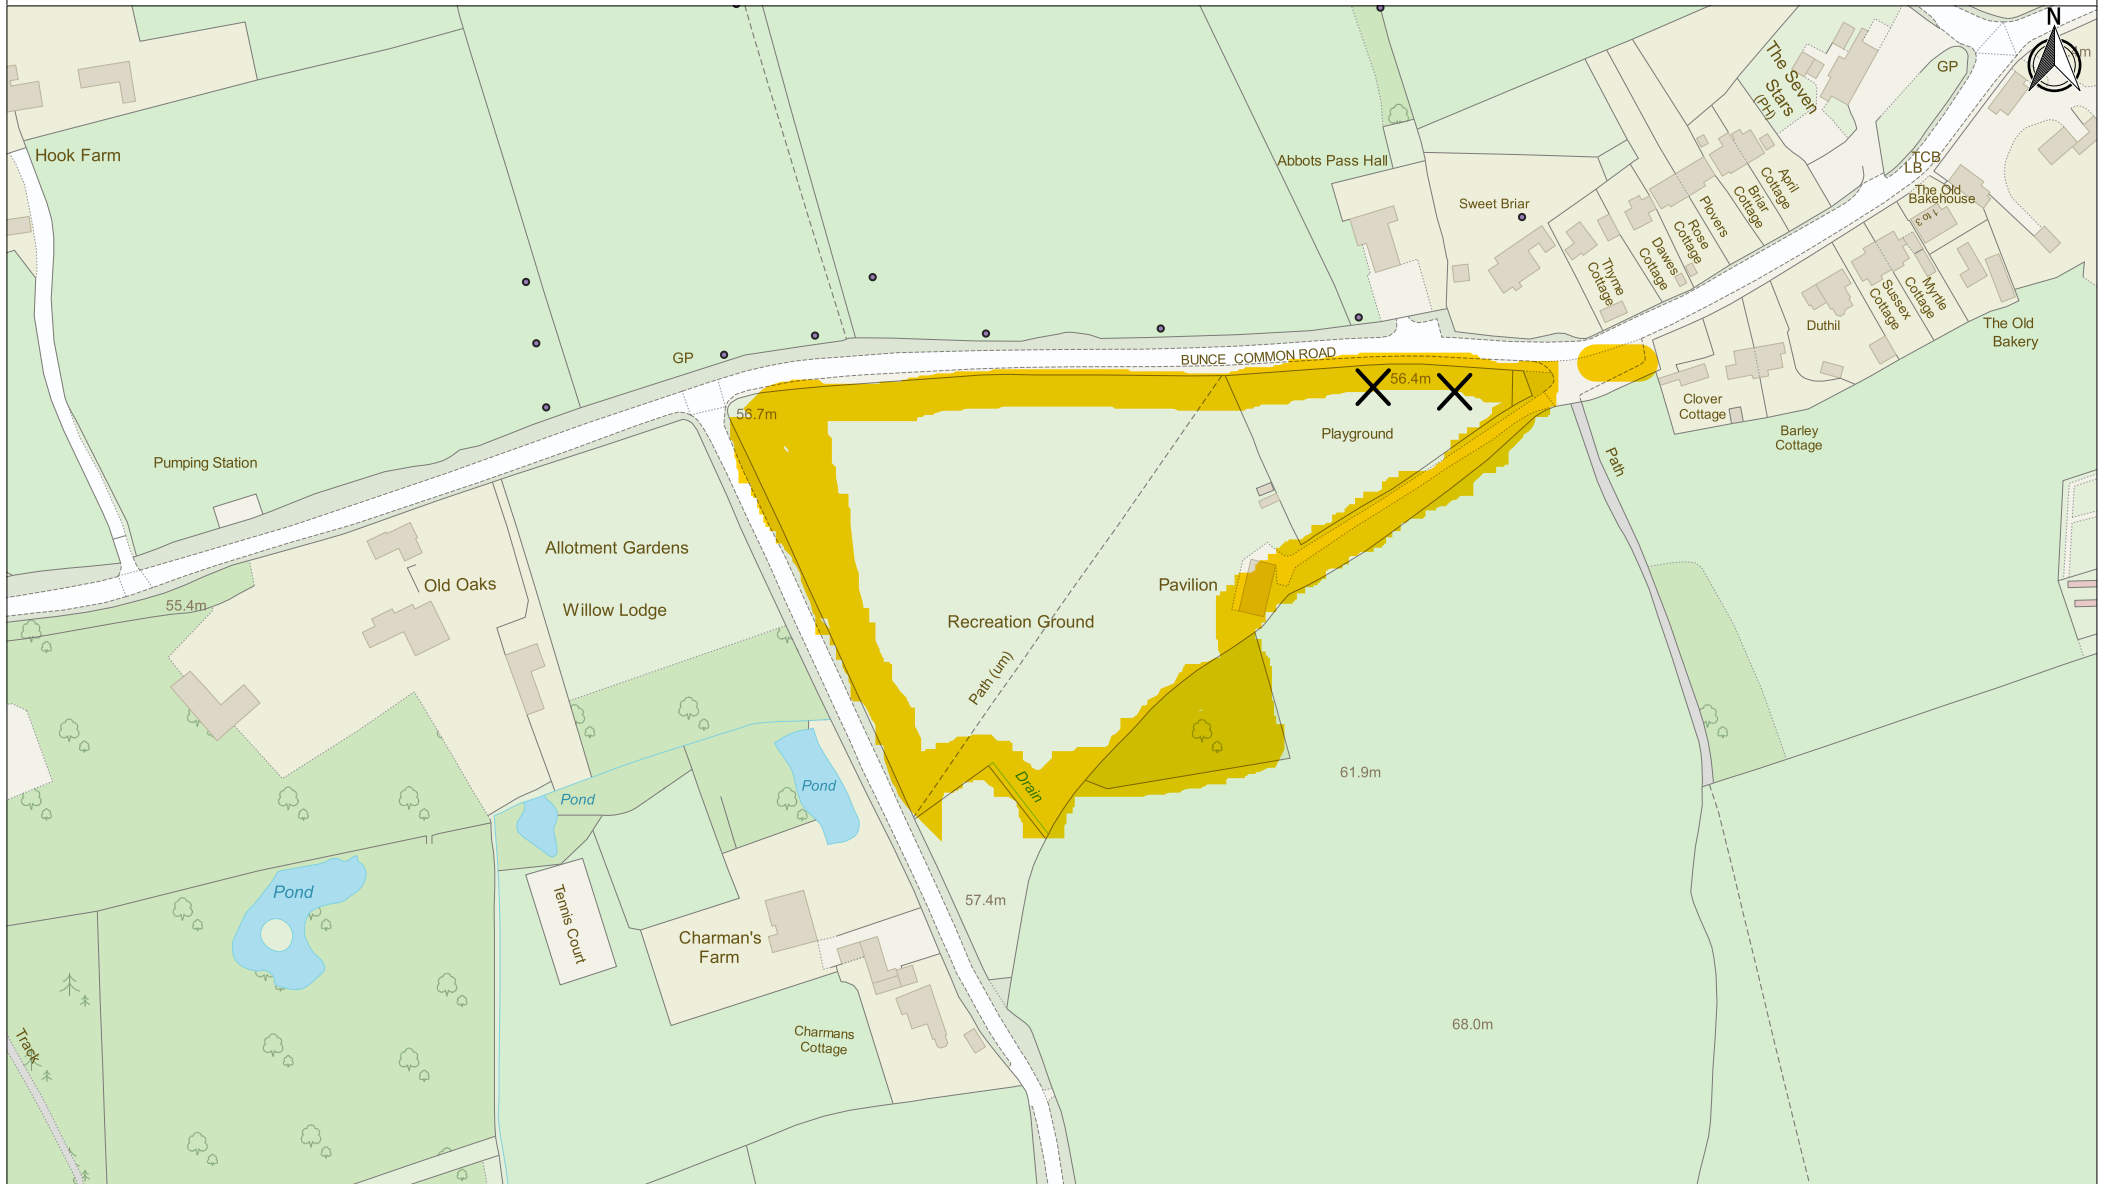 N
The Seven
Stars
(PH)
GP
Hook Farm
Abbots Pass Hall
TCB
LB
April
Cottage
Briar
Cottage
The Old
Bakehouse
Sweet Briar
Plovers
Rose
Cottage
Dawes
Cottage
Thyme
Cottage
Myrtle
Cottage
Sussex
Cottage
Duthil
The Old
Bakery
GP
BUNCE COMMON ROAD
56.4m
56.7m
Clover
Cottage
Playground
Barley
Cottage
Pumping Station
Path
Allotment Gardens
Old Oaks
Pavilion
55.4m
Willow Lodge
Recreation Ground
Path (um)
61.9m
Drain
Pond
Pond
Pond
57.4m
Tennis Court
Charman's
Farm
68.0m
Charmans
Cottage
Track